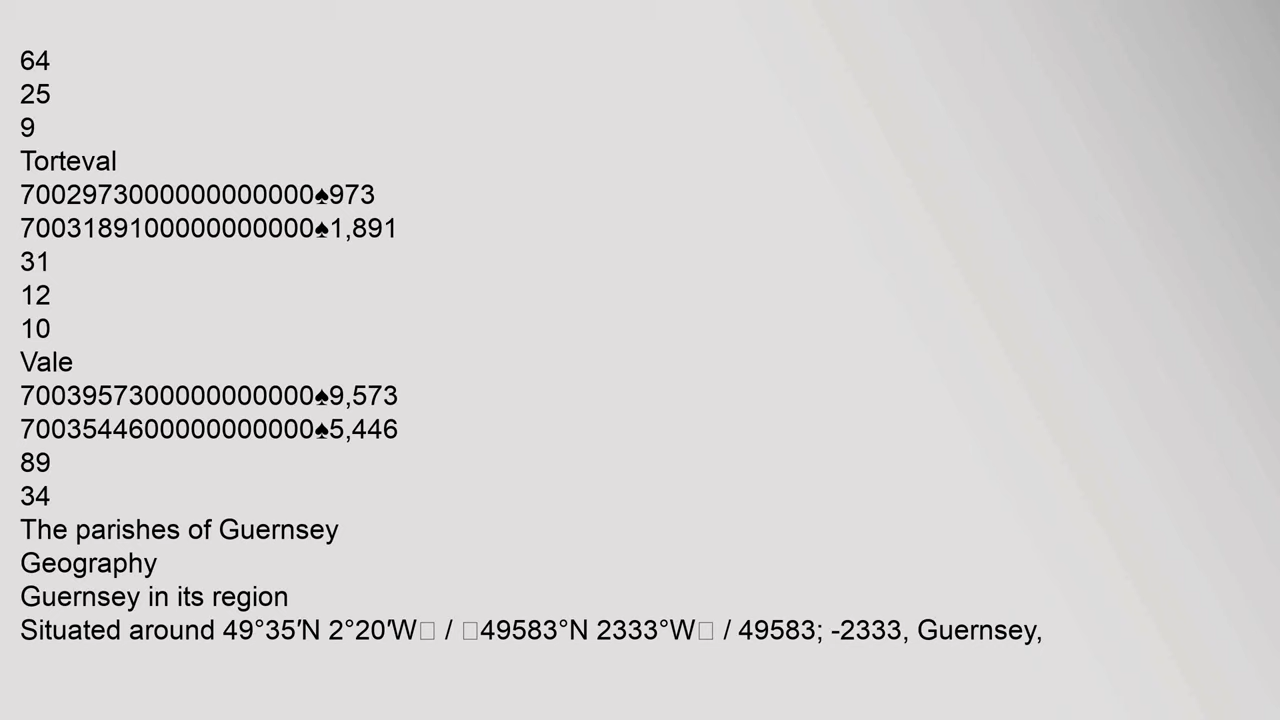 64
25
9
Torteval
7002973000000000000♠973
7003189100000000000♠1,891
31
12
10
Vale
7003957300000000000♠9,573
7003544600000000000♠5,446
89
34
The parishes of Guernsey
Geography
Guernsey in its region
Situated around 49°35′N 2°20′W□ / □49583°N 2333°W□ / 49583; -2333, Guernsey,